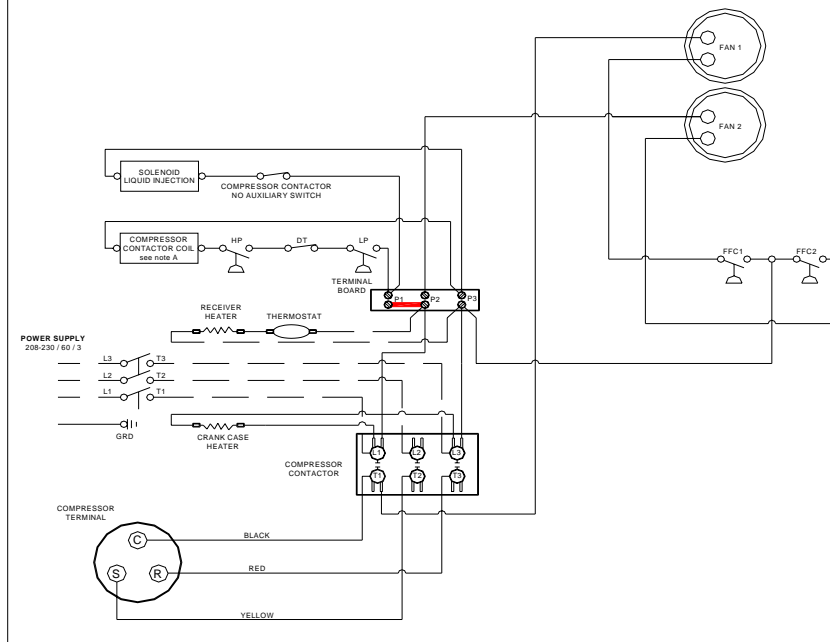 FAN 1
FAN 2
SOLENOID
LIQUID INJECTION
COMPRESSOR CONTACTOR
NO AUXILIARY SWITCH
COMPRESSOR
CONTACTOR COIL
see note A
HP
DT
LP
FFC1
FFC2
TERMINAL
BOARD
P1
P2
P3
RECEIVER
HEATER
THERMOSTAT
POWER SUPPLY
208-230 / 60 / 3
L3
T3
L2
T2
L1
T1
GRD
CRANK CASE
HEATER
COMPRESSOR
CONTACTOR
L1
L2
L3
T1
T2
T3
COMPRESSOR
TERMINAL
C
S
R
BLACK
RED
YELLOW